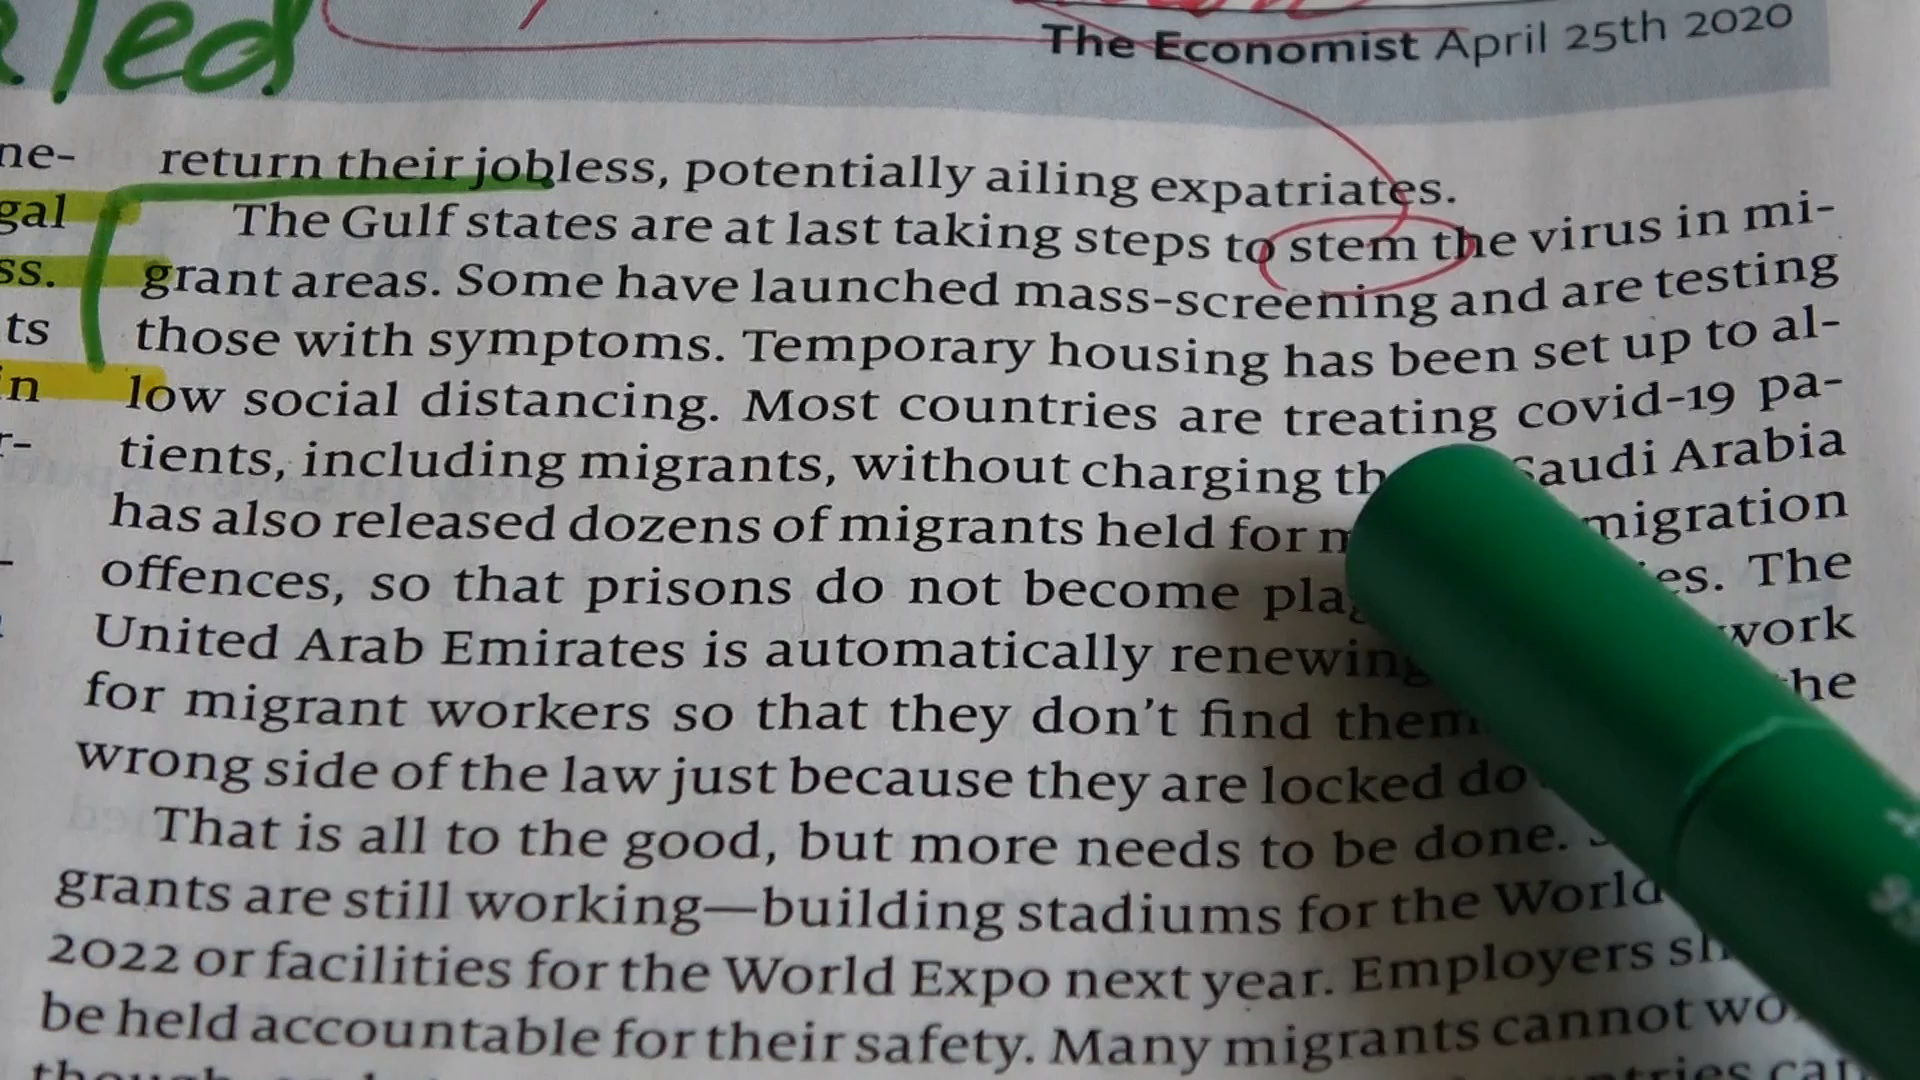 The Economist April 25th 2020
return their jobless, potentially ailing expatriates.
The Gulf states are at last taking steps to stem the virus in mi-
grant areas. Some have launched mass-screening and are testing
those with symptoms. Temporary housing has been set up to al-
low social distancing. Most countries are treating covid-19 pa-
tients, including migrants, without charging Saudi Arabia
has also released dozens of migrants held for migration
offences, so that prisons do not become The
United Arab Emirates is automatically renewing work
for migrant workers so that they don't find the
wrong side of the law just because they are locked
That is all to the good, but more needs to be done.
grants are still working—building stadiums for the World
2022 or facilities for the World Expo next year. Employers
be held accountable for their safety. Many migrants cannot